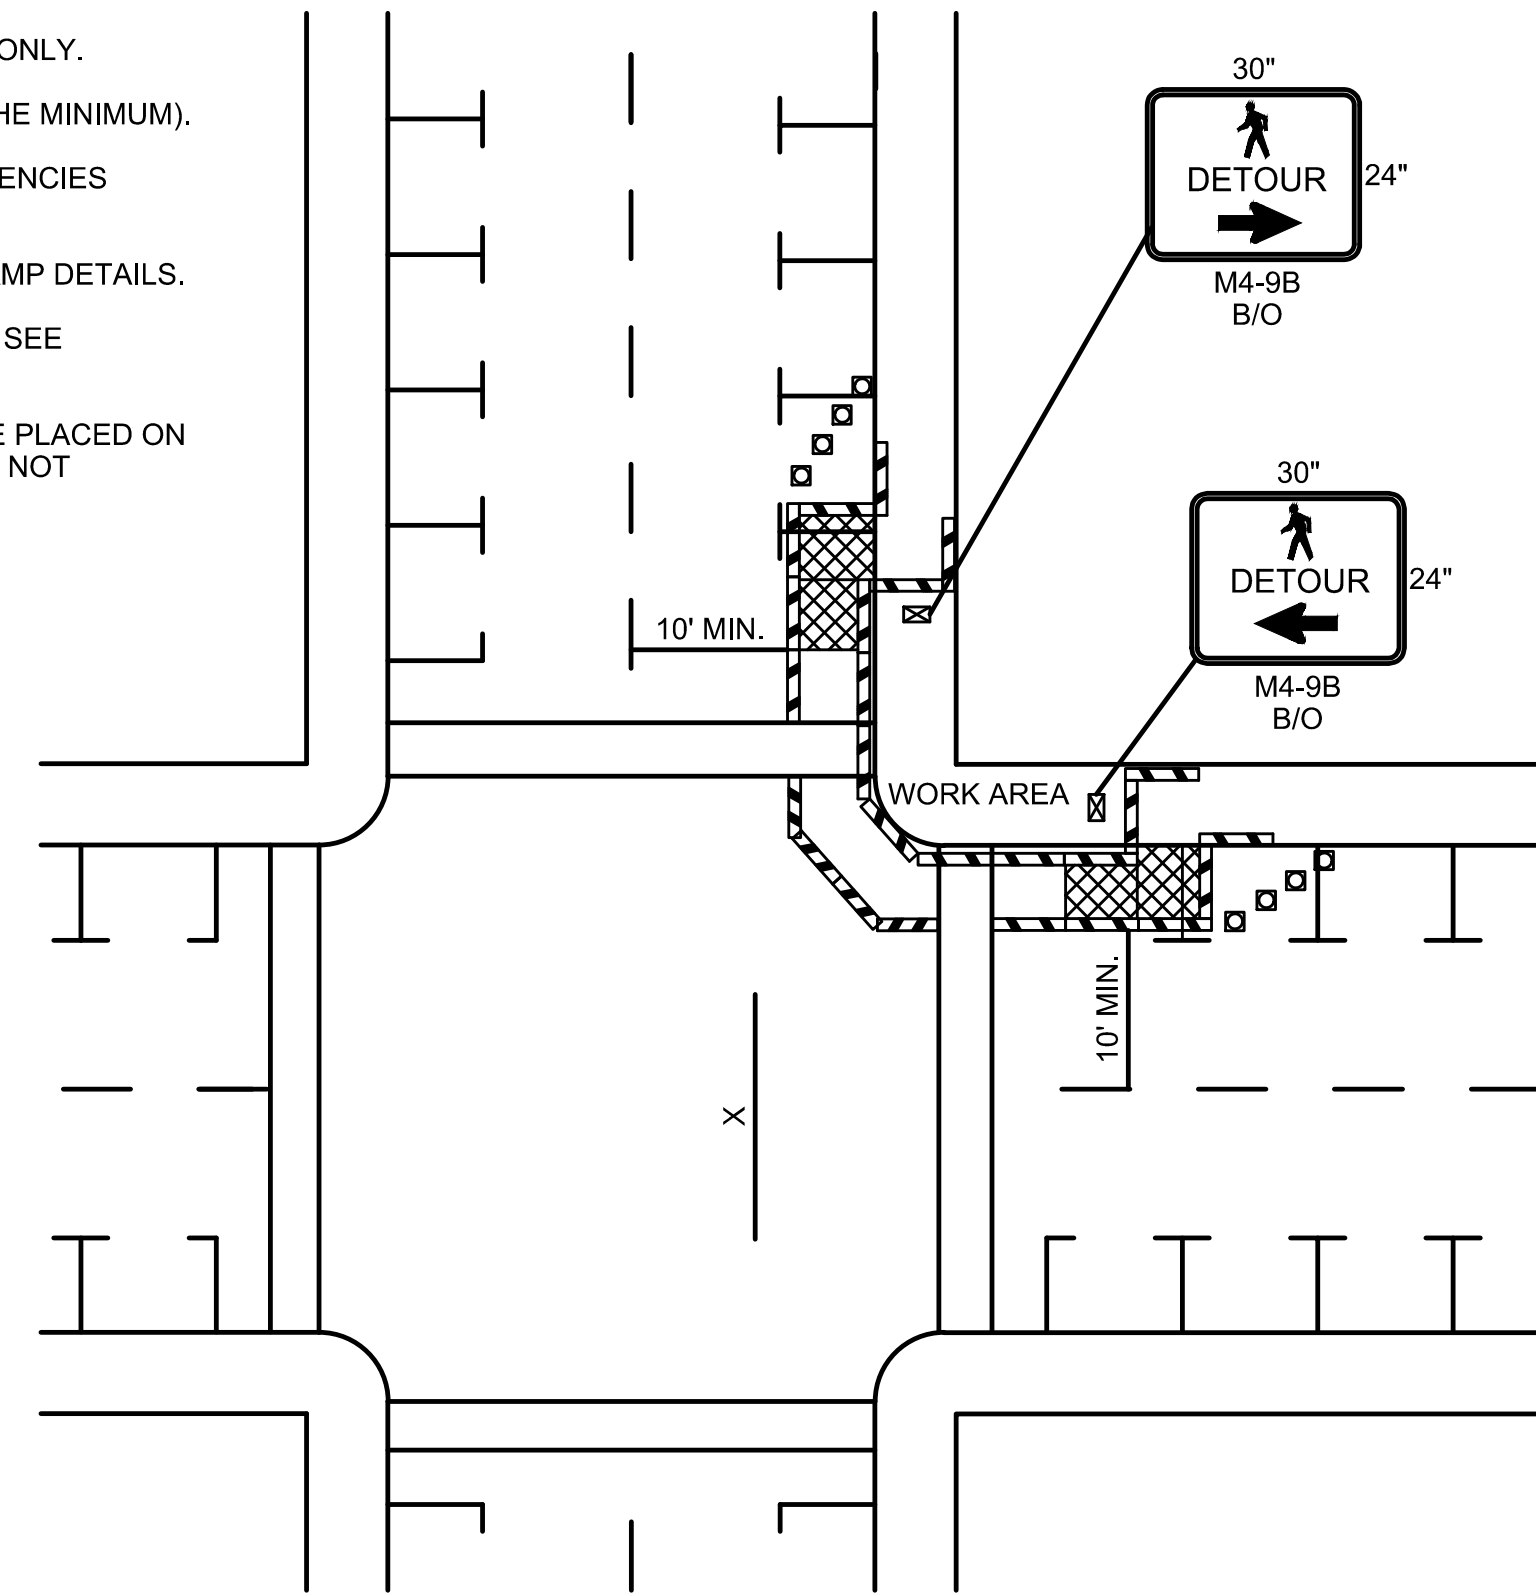 ONLY.
HE MINIMUM).
ENCIES
AMP DETAILS.
SEE
E PLACED ON
NOT
30"
DETOUR
24"
M4-9B
B/O
30"
DETOUR
24"
M4-9B
B/O
10' MIN.
WORK AREA
10' MIN.
X